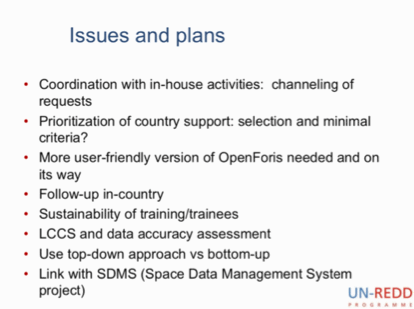 Issues and plans
• Coordination with in-house activities: channeling of
requests
• Prioritization of country support: selection and minimal
criteria?
• More user-friendly version of OpenForis needed and on
its way
• Follow-up in-country
• Sustainability of training/trainees
• LCCS and data accuracy assessment
• Use top-down approach vs bottom-up
• Link with SDMS (Space Data Management System
project)
UN-REDD
PROGRAMME